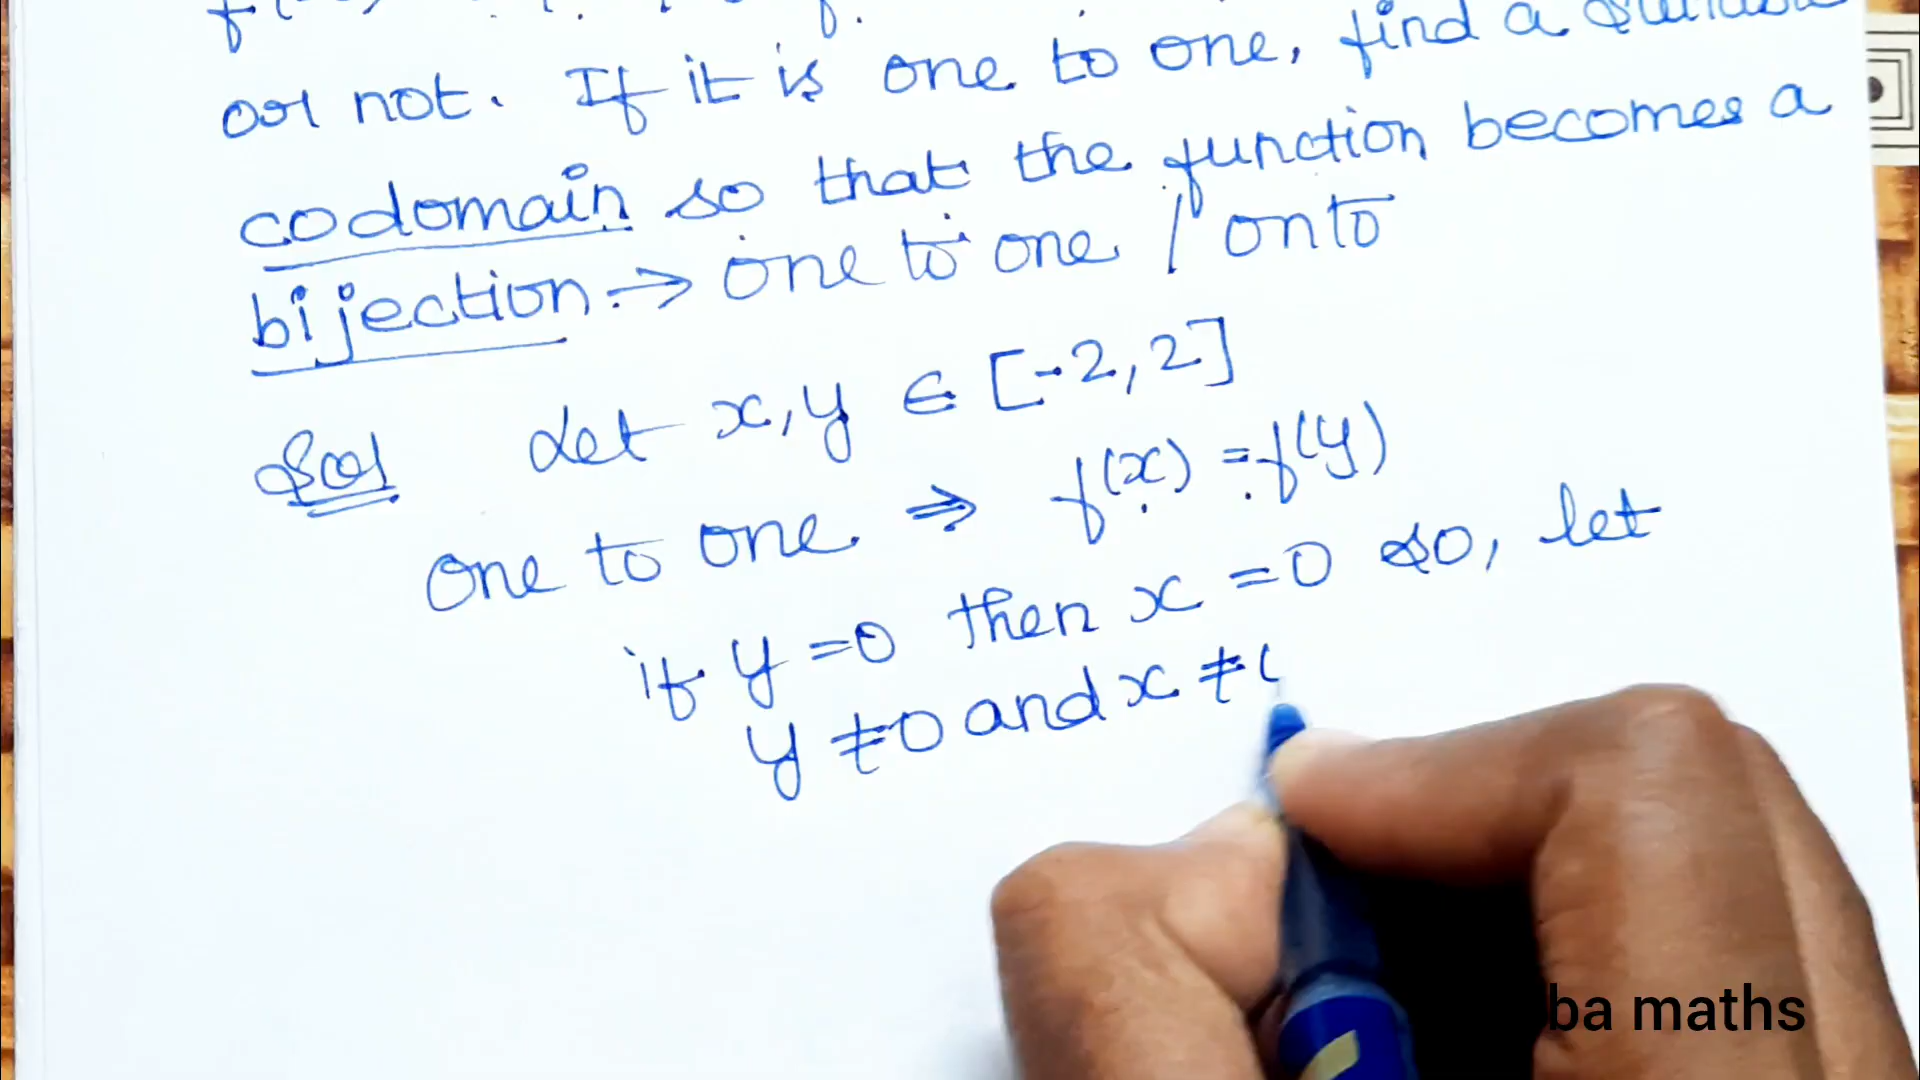 or not. If it is one to one, find a
codomain so that the function becomes a
bijection → one to one / onto
Sol Let x, y ∈ [-2, 2]
one to one ⇒ f(x) = f(y)
if y = 0 then x = 0 so, let
y ≠ 0 and x ≠
ba maths